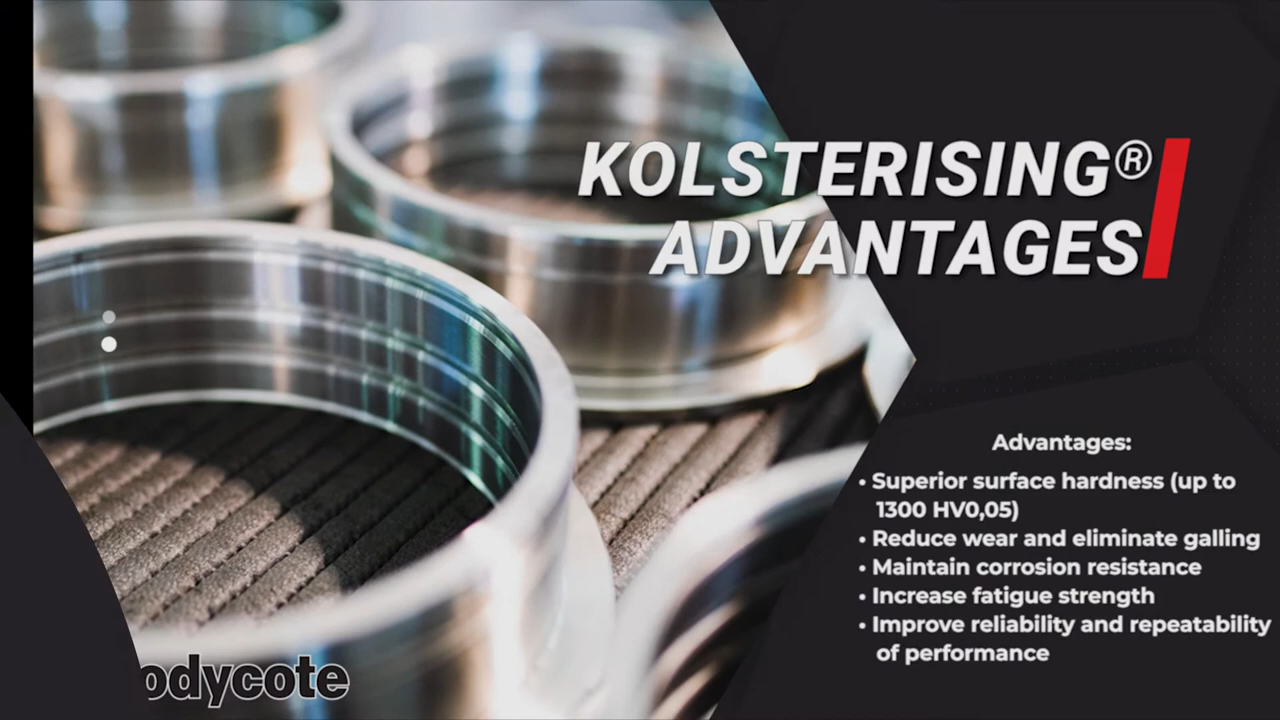 KOLSTERISING®
ADVANTAGES
Advantages:
• Superior surface hardness (up to
1300 HV0,05)
• Reduce wear and eliminate galling
• Maintain corrosion resistance
• Increase fatigue strength
• Improve reliability and repeatability
of performance
odycote